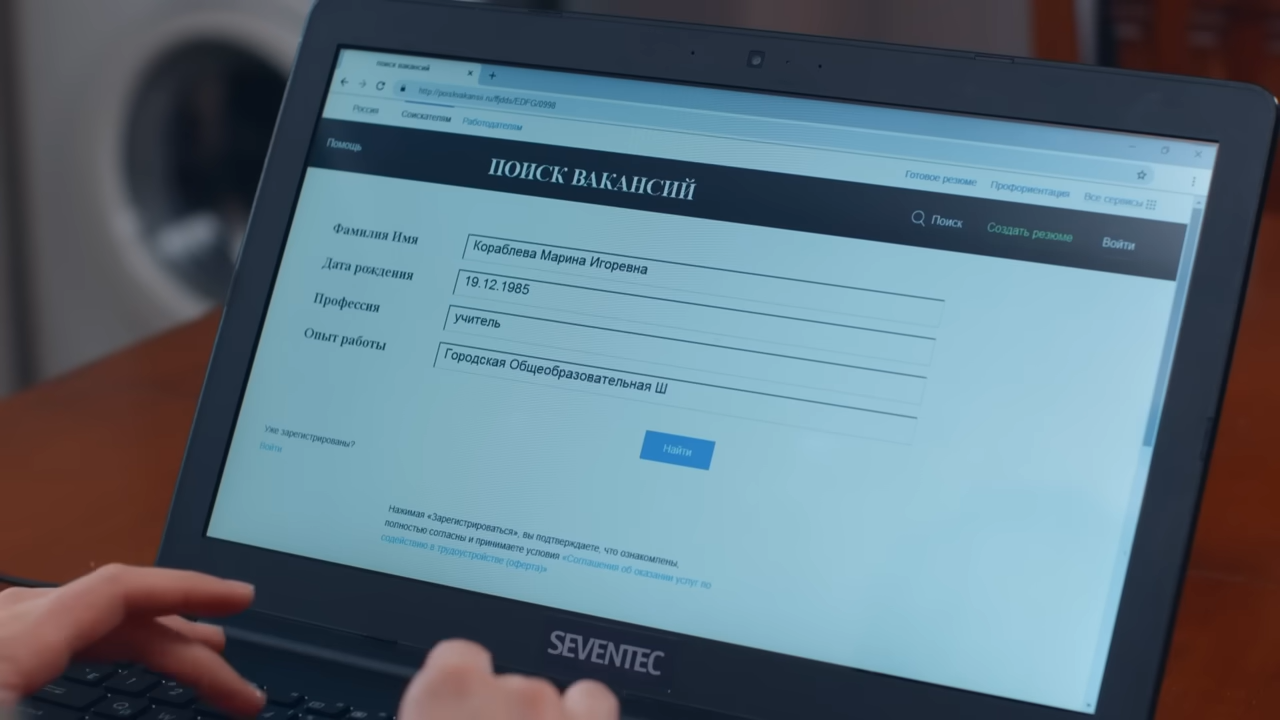 поиск вакансий
Россия Соискателям Работодателям
Готовое резюме Профориентация Все сервисы
Помощь
ПОИСК ВАКАНСИЙ
Поиск Создать резюме Войти
Фамилия Имя
Кораблева Марина Игоревна
Дата рождения
19.12.1985
Профессия
учитель
Опыт работы
Городская Общеобразовательная Ш
Найти
Уже зарегистрированы?
Войти
Нажимая «Зарегистрироваться», вы подтверждаете, что ознакомлены,
полностью согласны и принимаете условия «Соглашения об оказании услуг по
содействию в трудоустройстве (оферта)»
SEVENTEC